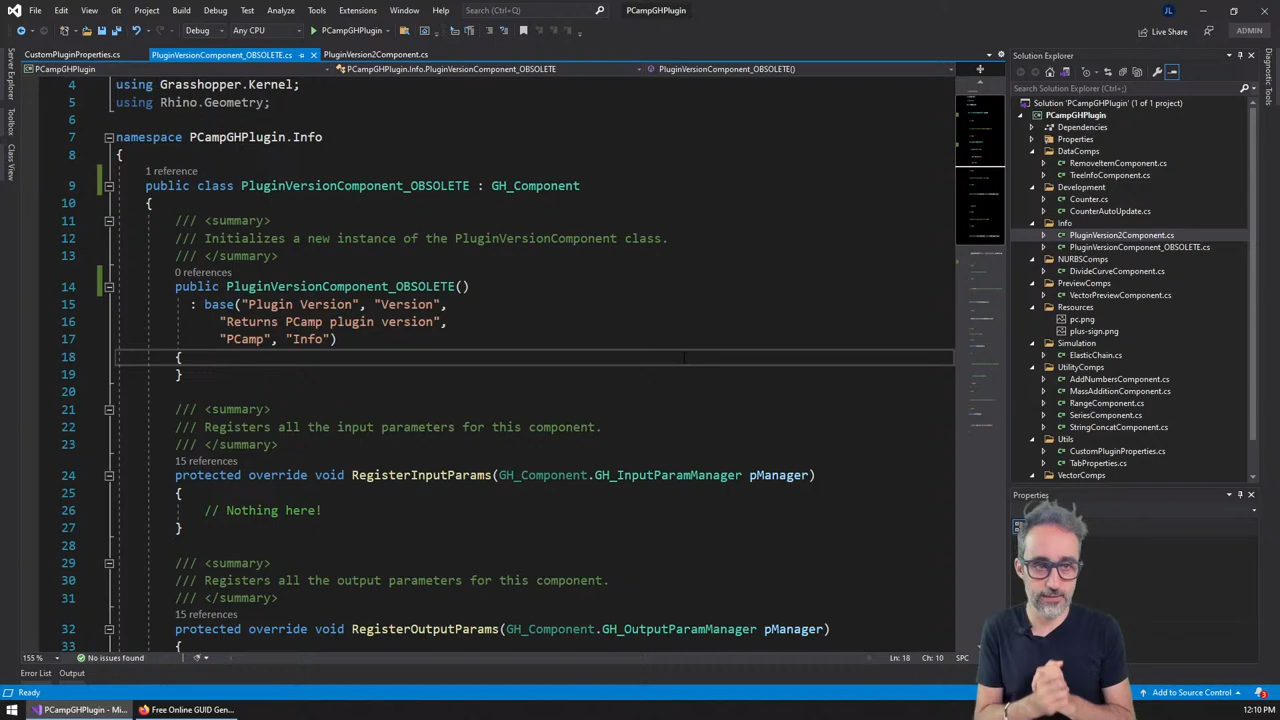 File Edit View Git Project Build Debug Test Analyze Tools Extensions Window Help Search (Ctrl+Q) PCampGHPlugin JL
Debug Any CPU PCampGHPlugin Live Share ADMIN
CustomPluginProperties.cs PluginVersionComponent_OBSOLETE.cs PluginVersion2Component.cs
PCampGHPlugin PCampGHPlugin.Info.PluginVersionComponent_OBSOLETE PluginVersionComponent_OBSOLETE()
Server Explorer
Toolbox
Class View
4 using Grasshopper.Kernel;
5 using Rhino.Geometry;
6
7 namespace PCampGHPlugin.Info
8 {
1 reference
9 public class PluginVersionComponent_OBSOLETE : GH_Component
10 {
11 /// <summary>
12 /// Initializes a new instance of the PluginVersionComponent class.
13 /// </summary>
0 references
14 public PluginVersionComponent_OBSOLETE()
15 : base("Plugin Version", "Version",
16 "Returns PCamp plugin version",
17 "PCamp", "Info")
18 {
19 }
20
21 /// <summary>
22 /// Registers all the input parameters for this component.
23 /// </summary>
15 references
24 protected override void RegisterInputParams(GH_Component.GH_InputParamManager pManager)
25 {
26 // Nothing here!
27 }
28
29 /// <summary>
30 /// Registers all the output parameters for this component.
31 /// </summary>
15 references
32 protected override void RegisterOutputParams(GH_Component.GH_OutputParamManager pManager)
33 {
155 % No issues found Ln: 18 Ch: 10 SPC
Error List Output
Solution Explorer
Search Solution Explorer (Ctrl+;)
Solution 'PCampGHPlugin' (1 of 1 project)
PCampGHPlugin
Dependencies
Properties
DataComps
RemoveItemComponent.cs
TreeInfoComponent.cs
Development
Counter.cs
CounterAutoUpdate.cs
Info
PluginVersion2Component.cs
PluginVersionComponent_OBSOLETE.cs
NURBSComps
DivideCurveComponent.cs
PreviewComps
VectorPreviewComponent.cs
Resources
pc.png
plus-sign.png
Simulation
ElasticChain.cs
UtilityComps
AddNumbersComponent.cs
MassAdditionComponent.cs
RangeComponent.cs
SeriesComponent.cs
StringConcatComponent.cs
Utils
CustomPluginProperties.cs
TabProperties.cs
VectorComps
Properties
Diagnostic Tools
Ready Add to Source Control 3
PCampGHPlugin - Mi... Free Online GUID Gen... 12:10 PM